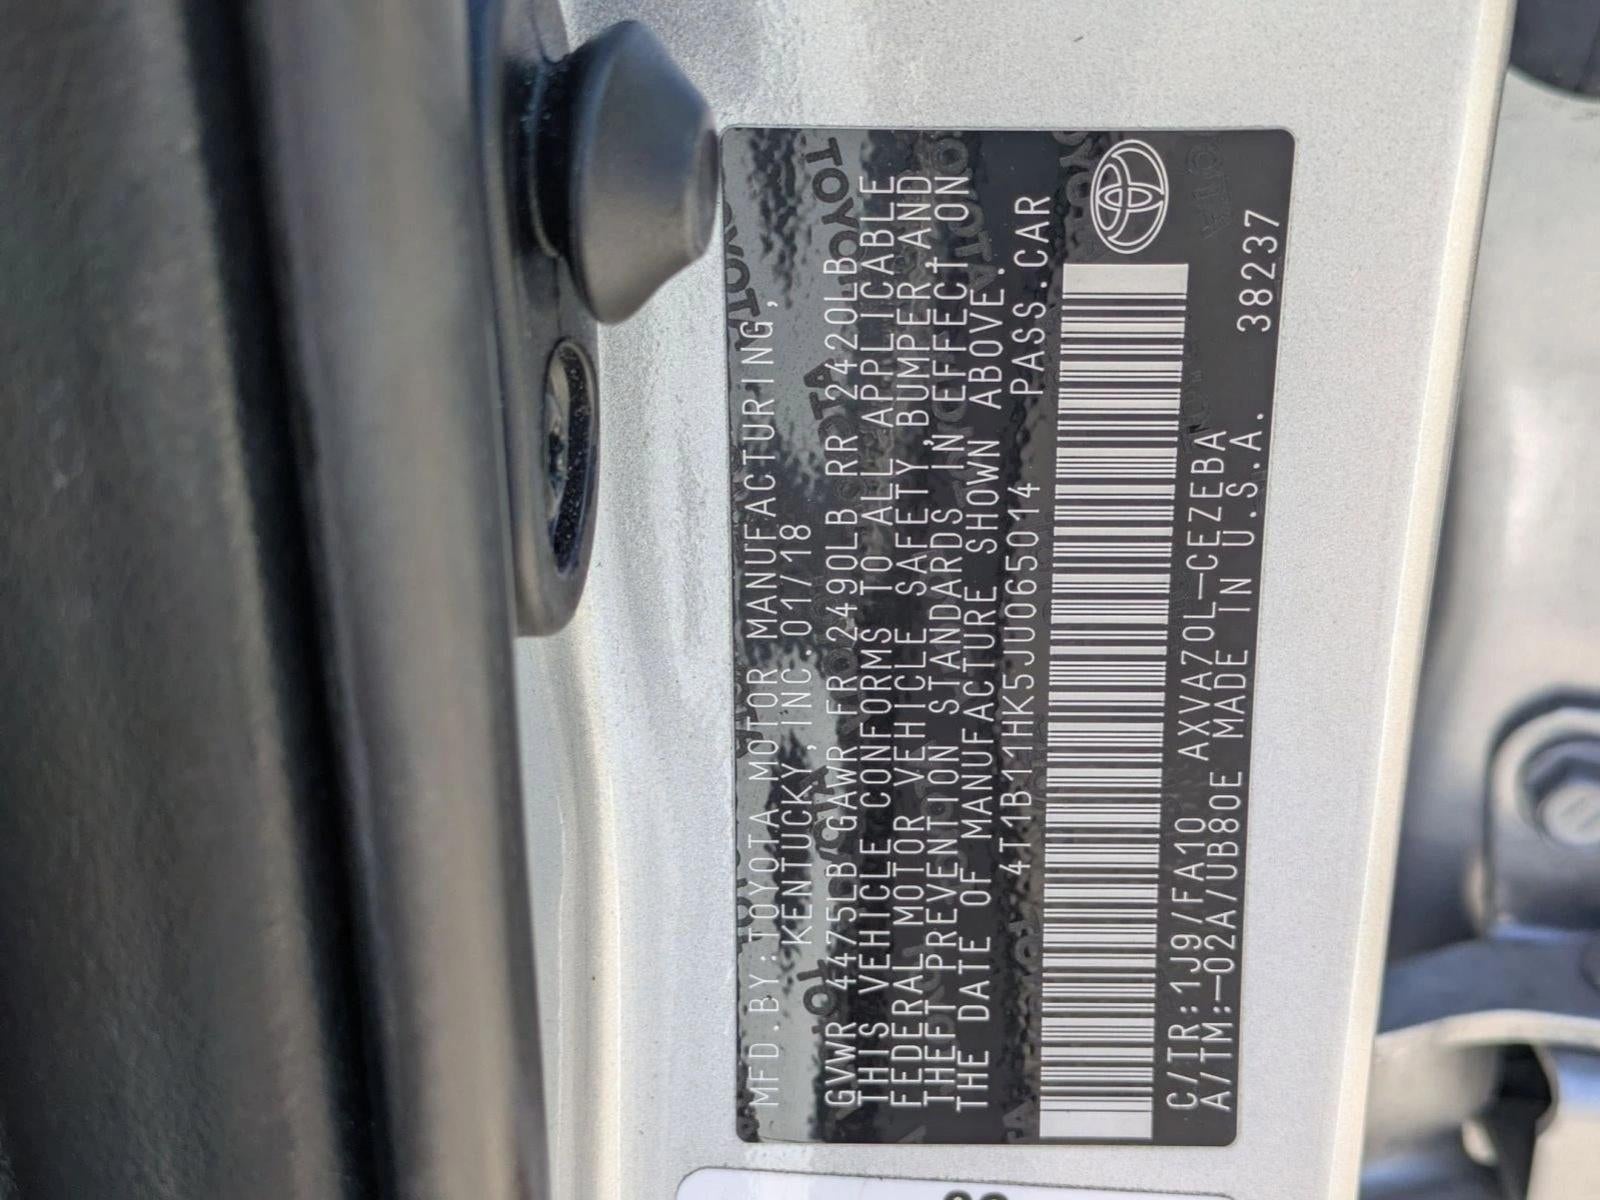 MFD.BY:TOYOTA MOTOR MANUFACTURING,
KENTUCKY,INC.01/18
GVWR 4475LB GAWR FR 2490LB RR 2420LB
THIS VEHICLE CONFORMS TO ALL APPLICABLE
FEDERAL MOTOR VEHICLE SAFETY,BUMPER,AND
THEFT PREVENTION STANDARDS IN EFFECT ON
THE DATE OF MANUFACTURE SHOWN ABOVE.
4T1B11HK5JU065014 PASS.CAR
C/TR:1J9/FA10 AXVA70L-CEZEBA
A/TM:-02A/UB80E MADE IN U.S.A. 38237